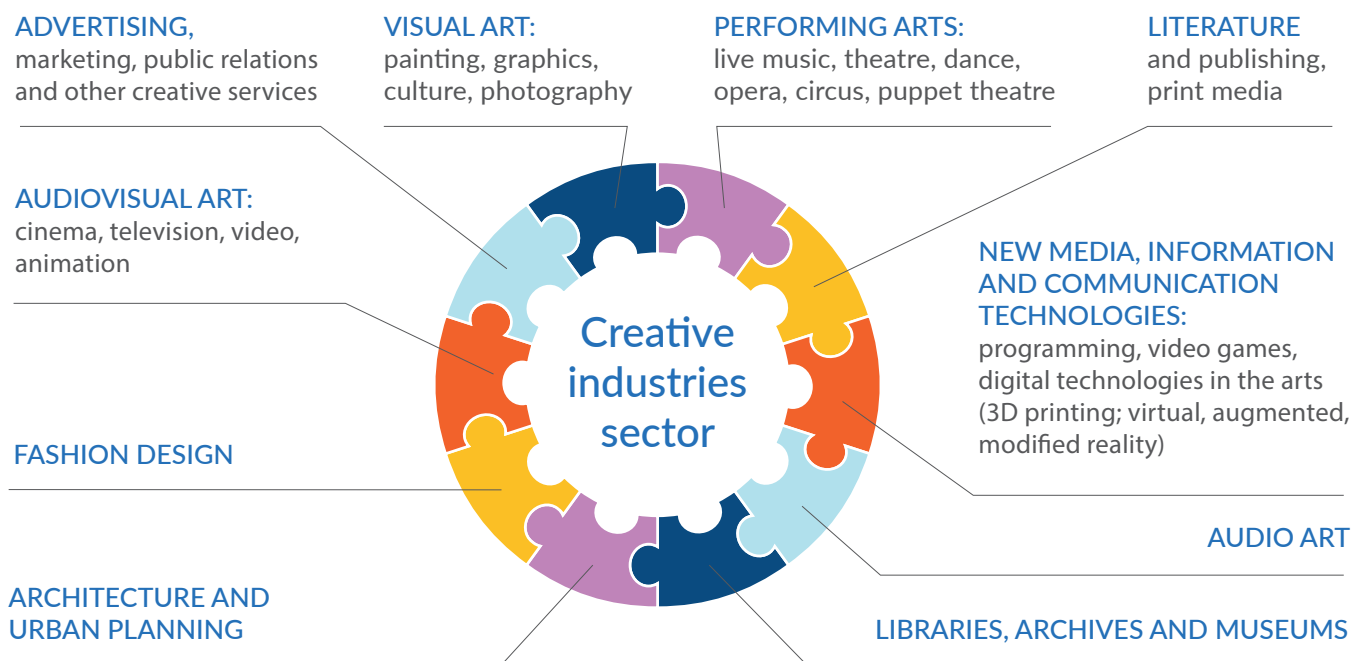 ADVERTISING,
marketing, public relations
and other creative services
VISUAL ART:
painting, graphics,
culture, photography
PERFORMING ARTS:
live music, theatre, dance,
opera, circus, puppet theatre
LITERATURE
and publishing,
print media
AUDIOVISUAL ART:
cinema, television, video,
animation
NEW MEDIA, INFORMATION
AND COMMUNICATION
TECHNOLOGIES:
programming, video games,
digital technologies in the arts
(3D printing; virtual, augmented,
modified reality)
Creative
industries
sector
FASHION DESIGN
AUDIO ART
ARCHITECTURE AND
URBAN PLANNING
LIBRARIES, ARCHIVES AND MUSEUMS